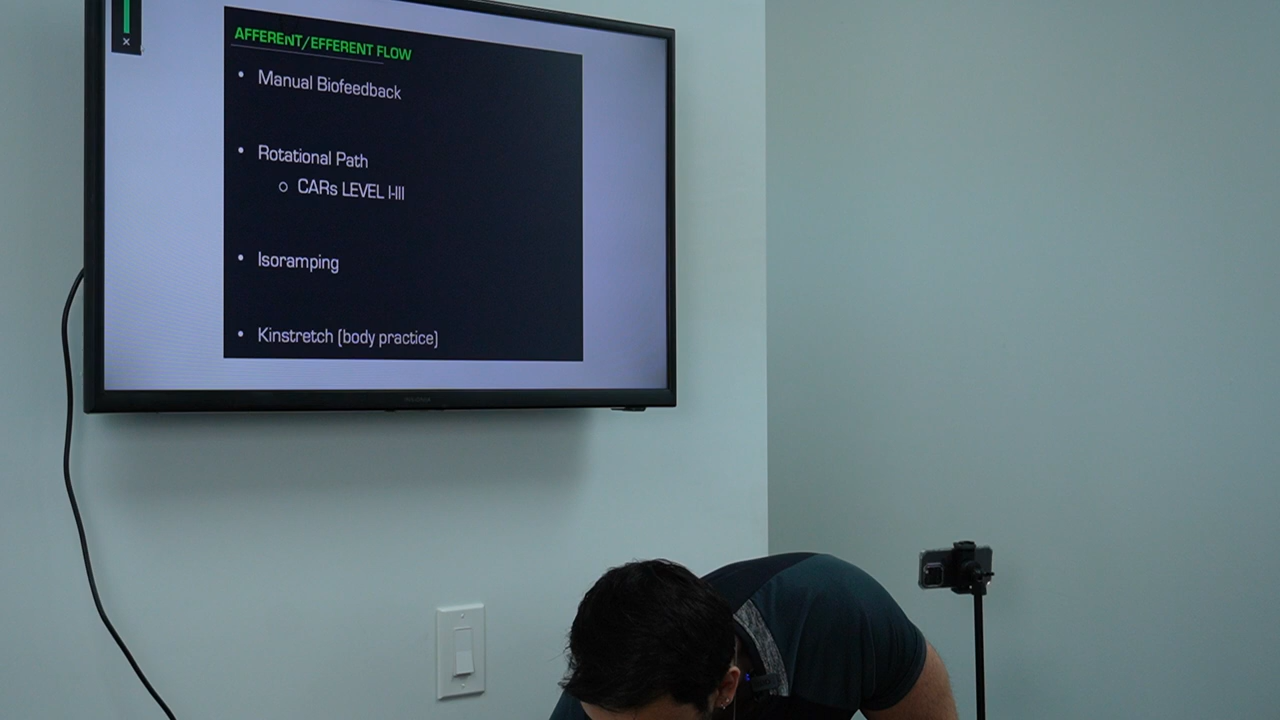 AFFERENT/EFFERENT FLOW
• Manual Biofeedback
• Rotational Path
o CARs LEVEL I-III
• Isoramping
• Kinstretch (body practice)